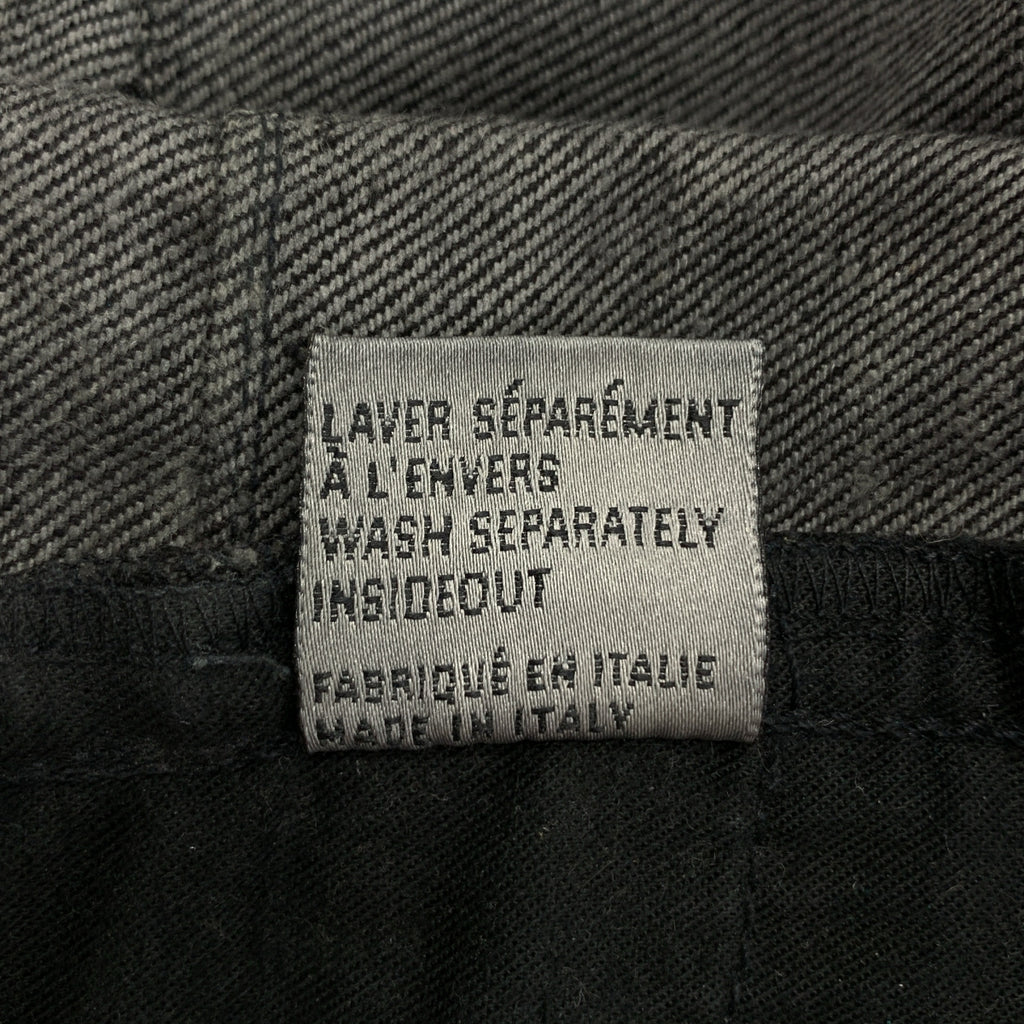 LAVER SÉPARÉMENT
À L'ENVERS
WASH SEPARATELY
INSIDEOUT
FABRIQUÉ EN ITALIE
MADE IN ITALY